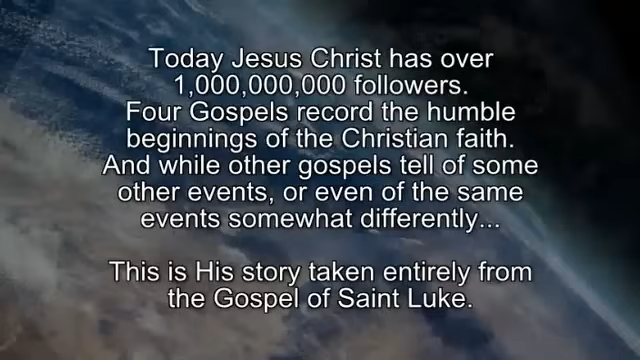 Today Jesus Christ has over
1,000,000,000 followers.
Four Gospels record the humble
beginnings of the Christian faith.
And while other gospels tell of some
other events, or even of the same
events somewhat differently...
This is His story taken entirely from
the Gospel of Saint Luke.